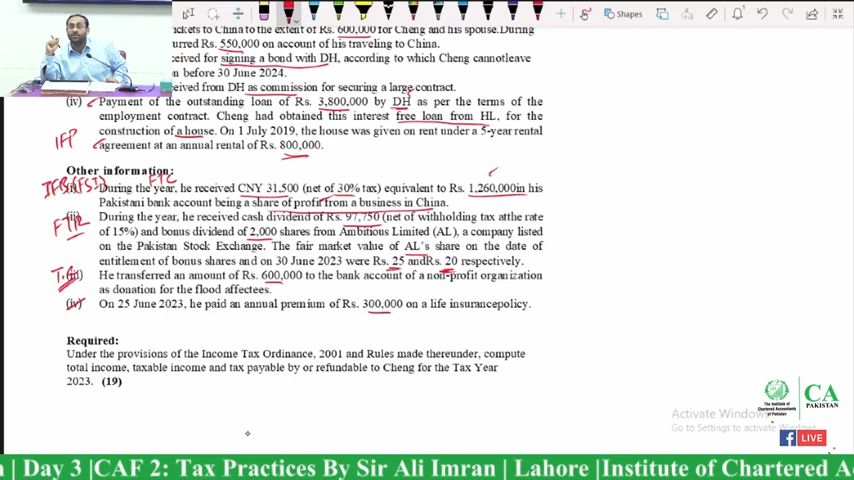 ckets to China to the extent of Rs. 600,000 for Cheng and his spouse.During
urred Rs. 550,000 on account of his traveling to China.
ceived for signing a bond with DH, according to which Cheng cannotleave
on before 30 June 2024.
ceived from DH as commission for securing a large contract.
(iv) Payment of the outstanding loan of Rs. 3,800,000 by DH as per the terms of the
employment contract. Cheng had obtained this interest free loan from HL, for the
IFP
construction of a house. On 1 July 2019, the house was given on rent under a 5-year rental
agreement at an annual rental of Rs. 800,000.
Other information:
FTC
IFB (FSI)
During the year, he received CNY 31,500 (net of 30% tax) equivalent to Rs. 1,260,000in his
Pakistani bank account being a share of profit from a business in China.
(ii) During the year, he received cash dividend of Rs. 97,750 (net of withholding tax atthe rate
FTR
of 15%) and bonus dividend of 2,000 shares from Ambitious Limited (AL), a company listed
on the Pakistan Stock Exchange. The fair market value of AL's share on the date of
entitlement of bonus shares and on 30 June 2023 were Rs. 25 andRs. 20 respectively.
(iii) He transferred an amount of Rs. 600,000 to the bank account of a non-profit organization
as donation for the flood affectees.
(iv) On 25 June 2023, he paid an annual premium of Rs. 300,000 on a life insurancepolicy.
Required:
Under the provisions of the Income Tax Ordinance, 2001 and Rules made thereunder, compute
total income, taxable income and tax payable by or refundable to Cheng for the Tax Year
2023. (19)
Shapes
Activate Windows
Go to Settings to activate Windows
The Institute of
Chartered Accountants
of Pakistan
CA
PAKISTAN
LIVE
n | Day 3 |CAF 2: Tax Practices By Sir Ali Imran | Lahore |Institute of Chartered A